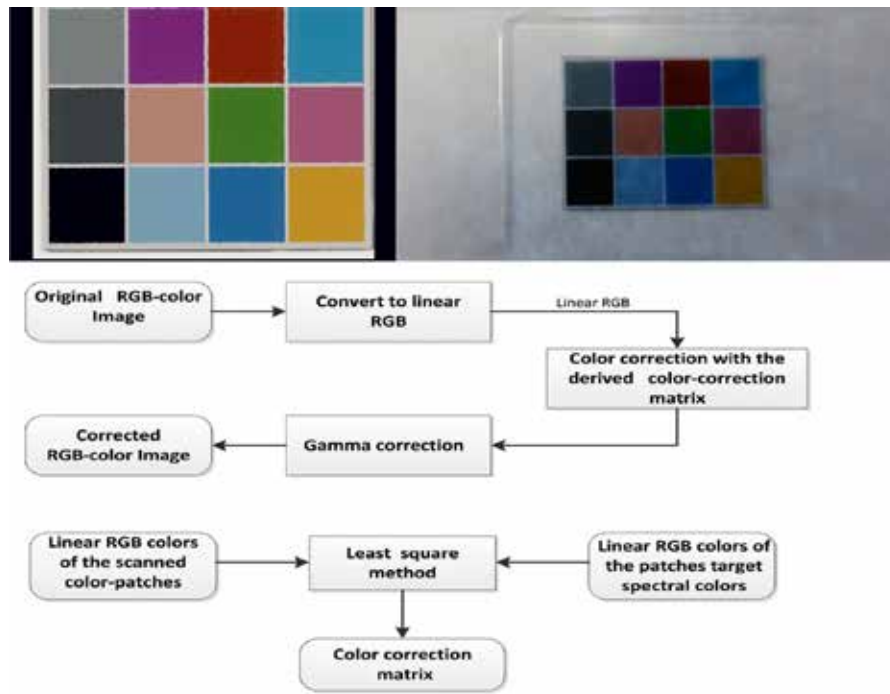 Original RGB-color
Image
Convert to linear
RGB
Linear RGB
Color correction with the
derived color-correction
matrix
Corrected
RGB-color Image
Gamma correction
Linear RGB colors
of the scanned
color-patches
Least square
method
Linear RGB colors of
the patches target
spectral colors
Color correction
matrix